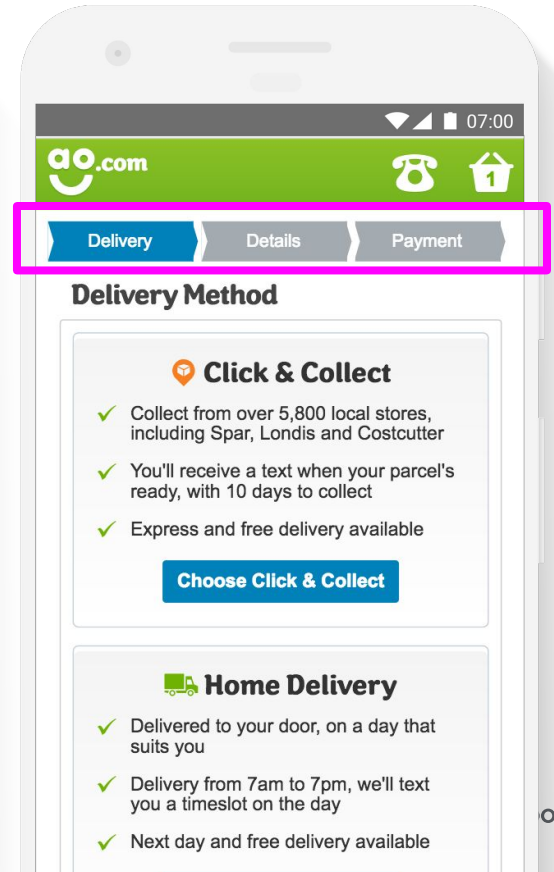 07:00
ao.com
1
Delivery Details Payment
Delivery Method
Click & Collect
Collect from over 5,800 local stores,
including Spar, Londis and Costcutter
You'll receive a text when your parcel's
ready, with 10 days to collect
Express and free delivery available
Choose Click & Collect
Home Delivery
Delivered to your door, on a day that
suits you
Delivery from 7am to 7pm, we'll text
you a timeslot on the day
Next day and free delivery available